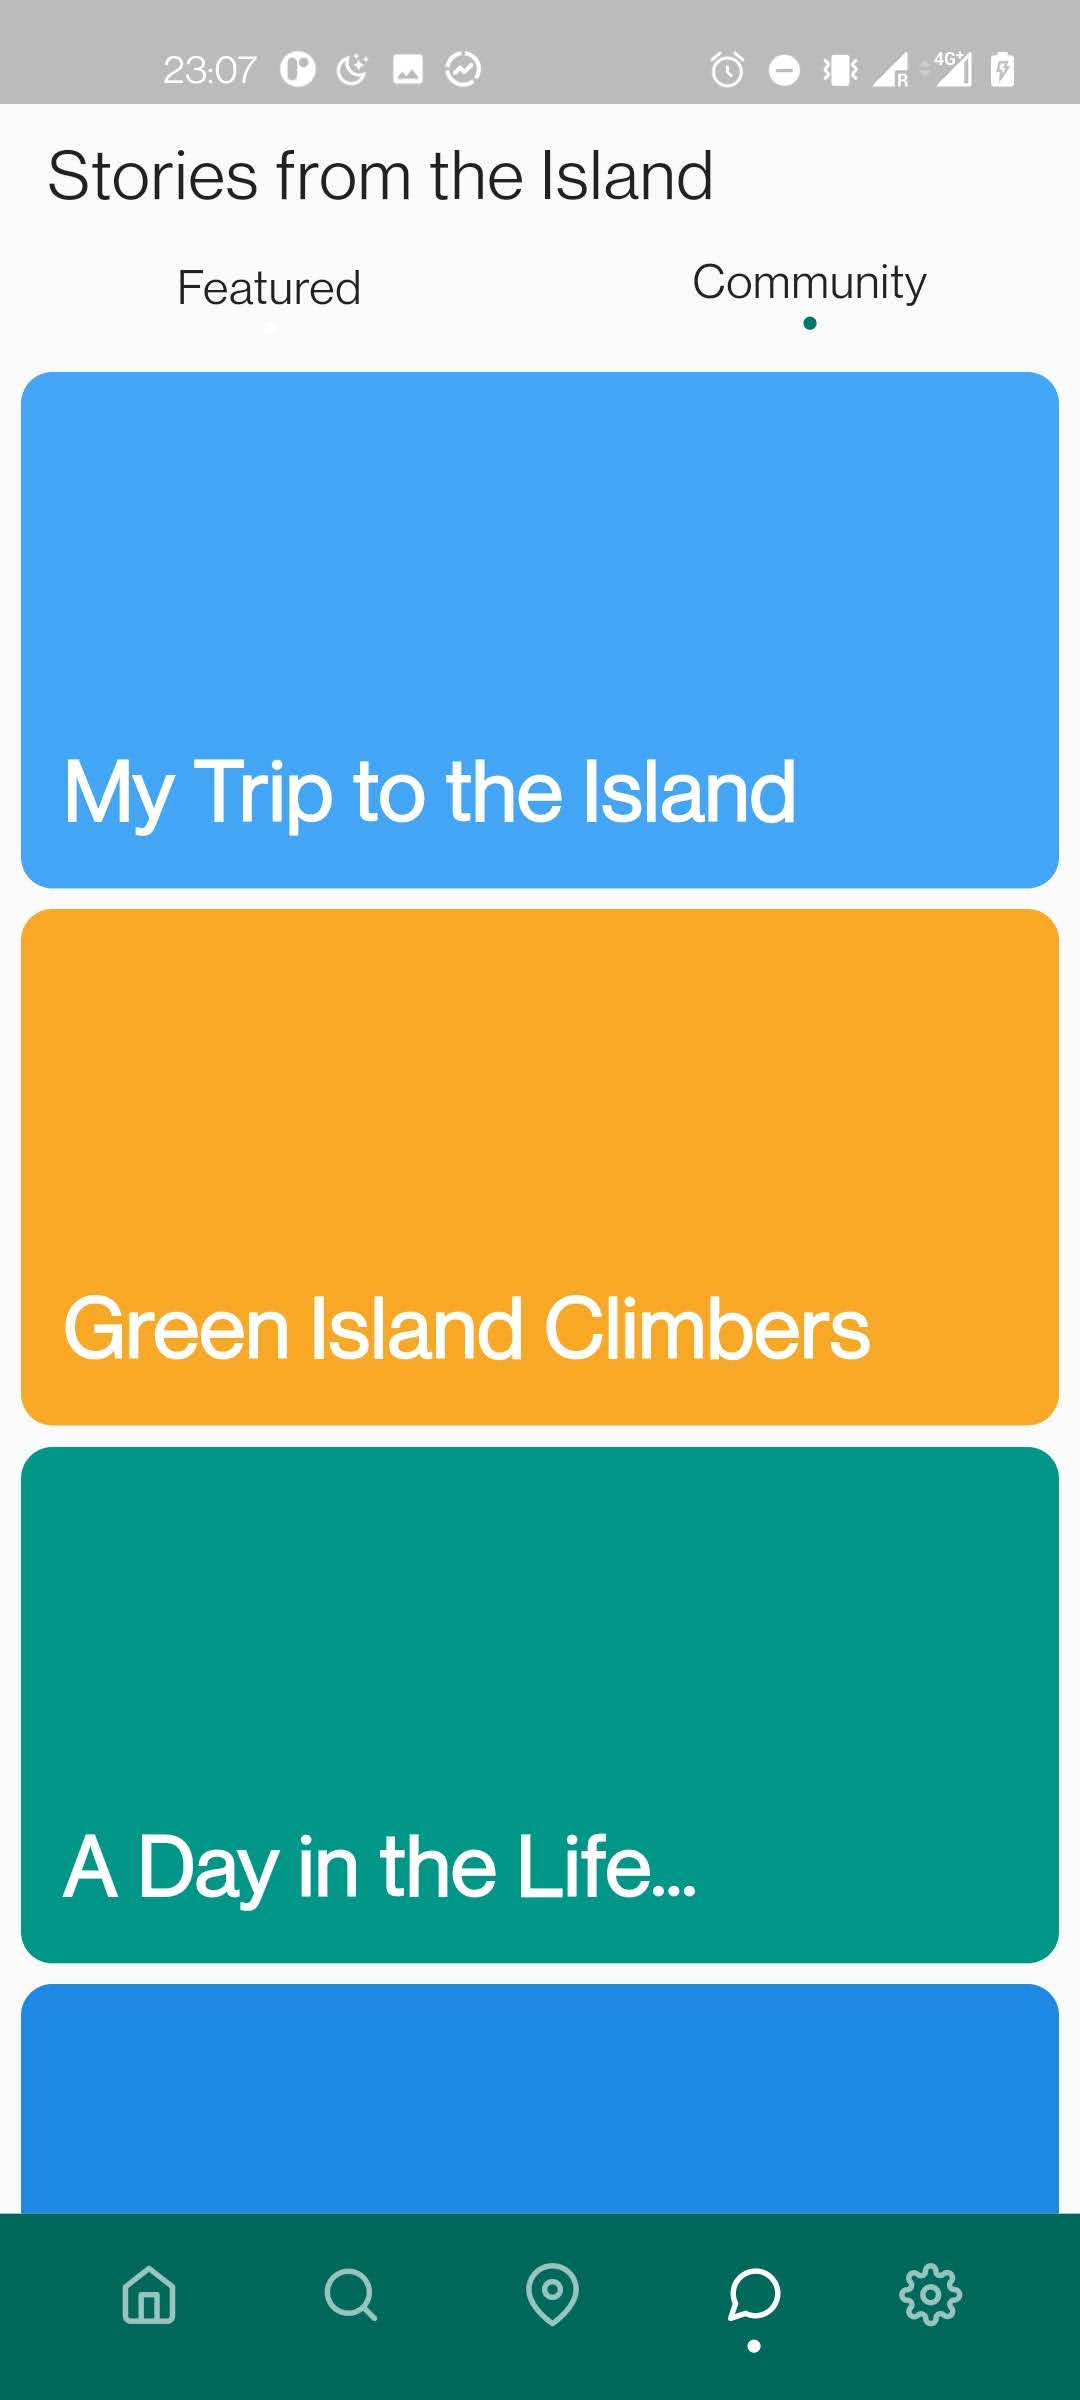 23:07
R
4G+
Stories from the Island
Featured
Community
My Trip to the Island
Green Island Climbers
A Day in the Life...